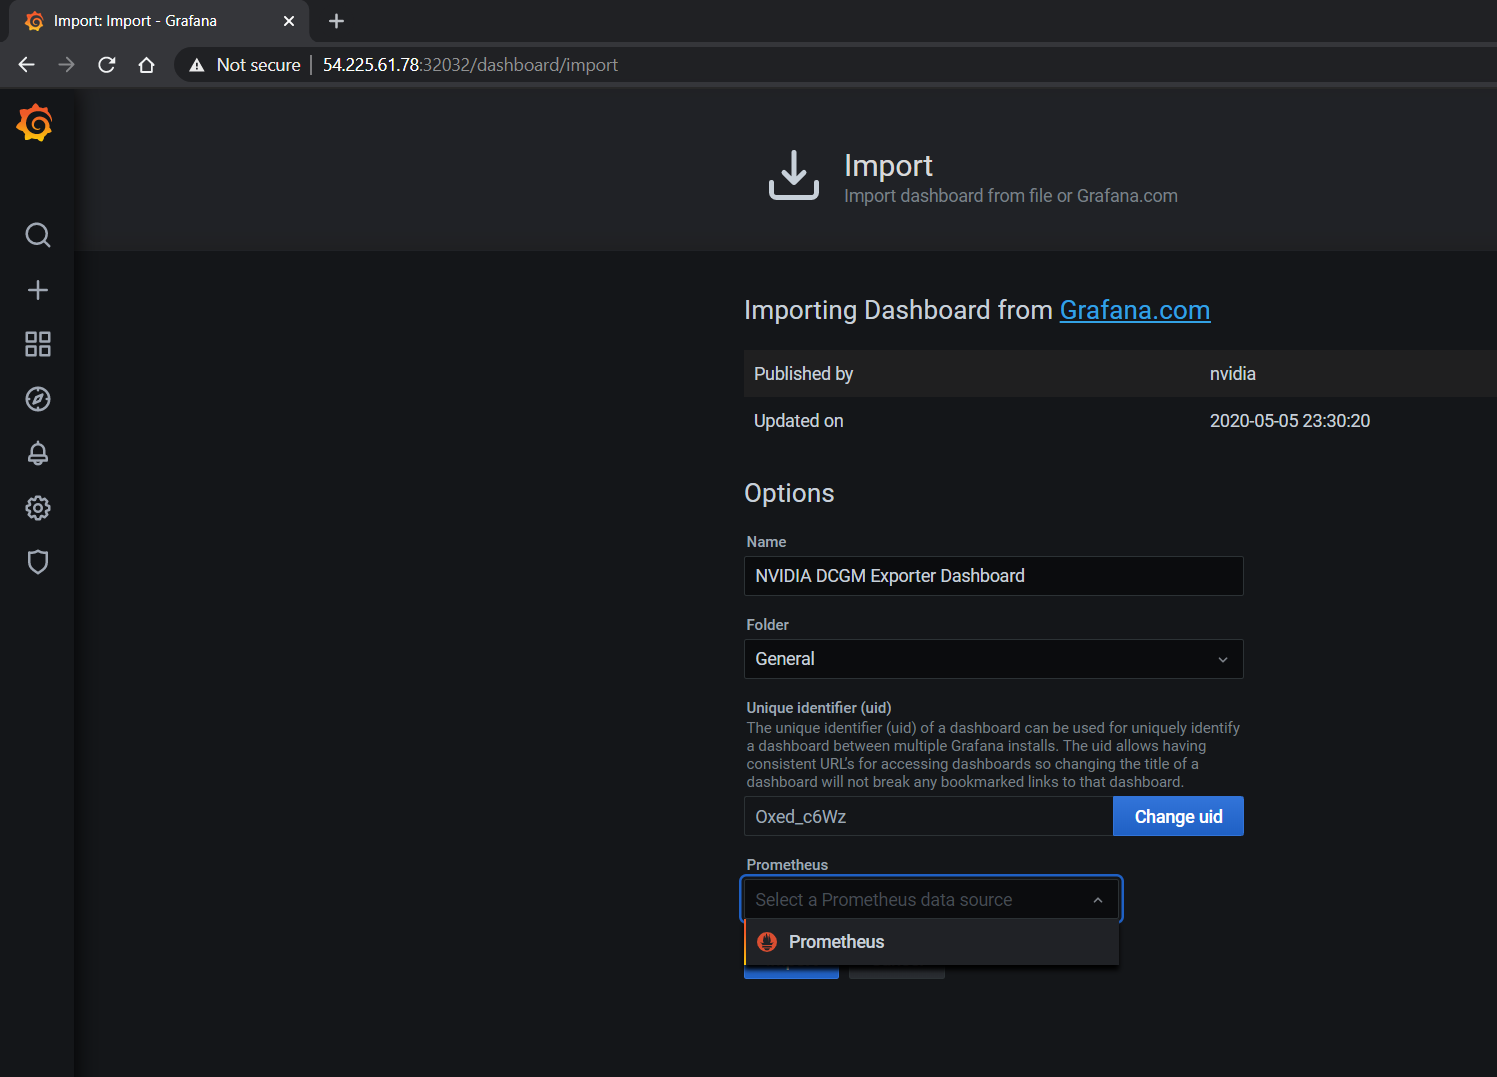 Import: Import - Grafana
Not secure
54.225.61.78:32032/dashboard/import
Import
Import dashboard from file or Grafana.com
Importing Dashboard from Grafana.com
Published by nvidia
Updated on 2020-05-05 23:30:20
Options
Name
NVIDIA DCGM Exporter Dashboard
Folder
General
Unique identifier (uid)
The unique identifier (uid) of a dashboard can be used for uniquely identify
a dashboard between multiple Grafana installs. The uid allows having
consistent URL's for accessing dashboards so changing the title of a
dashboard will not break any bookmarked links to that dashboard.
Oxed_c6Wz
Change uid
Prometheus
Select a Prometheus data source
Prometheus